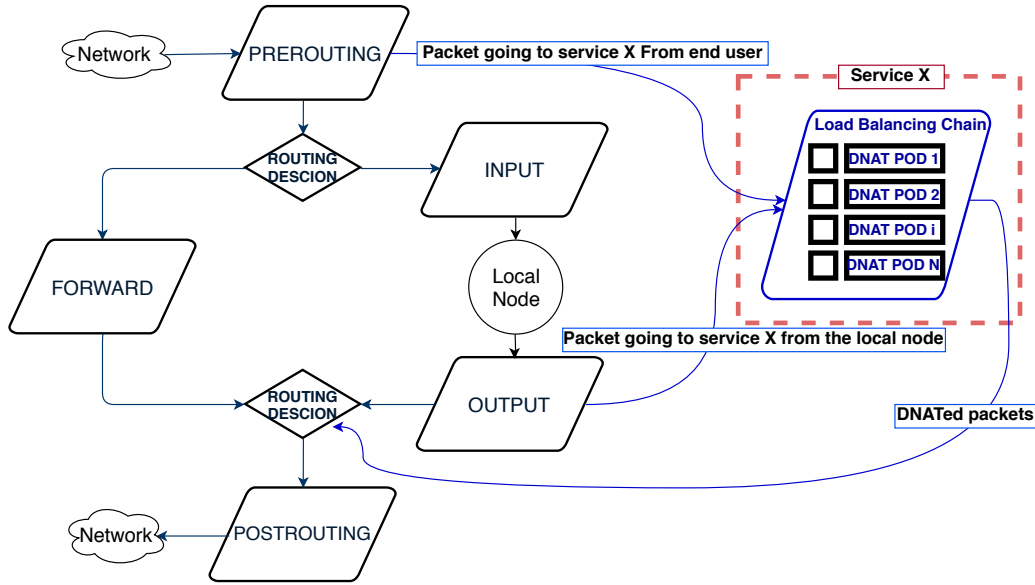 Network
PREROUTING
Packet going to service X From end user
Service X
Load Balancing Chain
DNAT POD 1
DNAT POD 2
DNAT POD i
DNAT POD N
ROUTING
DESCION
INPUT
FORWARD
Local
Node
Packet going to service X from the local node
ROUTING
DESCION
OUTPUT
DNATed packets
Network
POSTROUTING